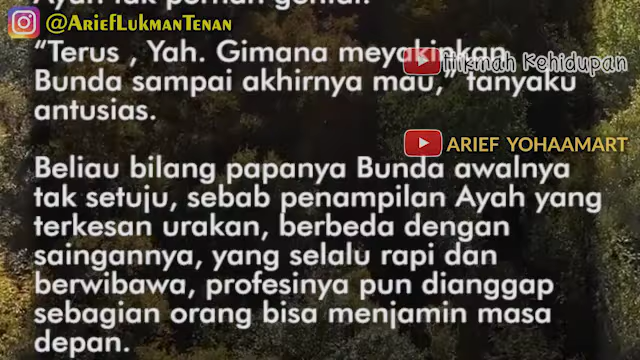 @AriefLukmanTenan
"Terus , Yah. Gimana meyakinkan
Hikmah Kehidupan
Bunda sampai akhirnya mau," tanyaku
antusias.
ARIEF YOHAAMART
Beliau bilang papanya Bunda awalnya
tak setuju, sebab penampilan Ayah yang
terkesan urakan, berbeda dengan
saingannya, yang selalu rapi dan
berwibawa, profesinya pun dianggap
sebagian orang bisa menjamin masa
depan.